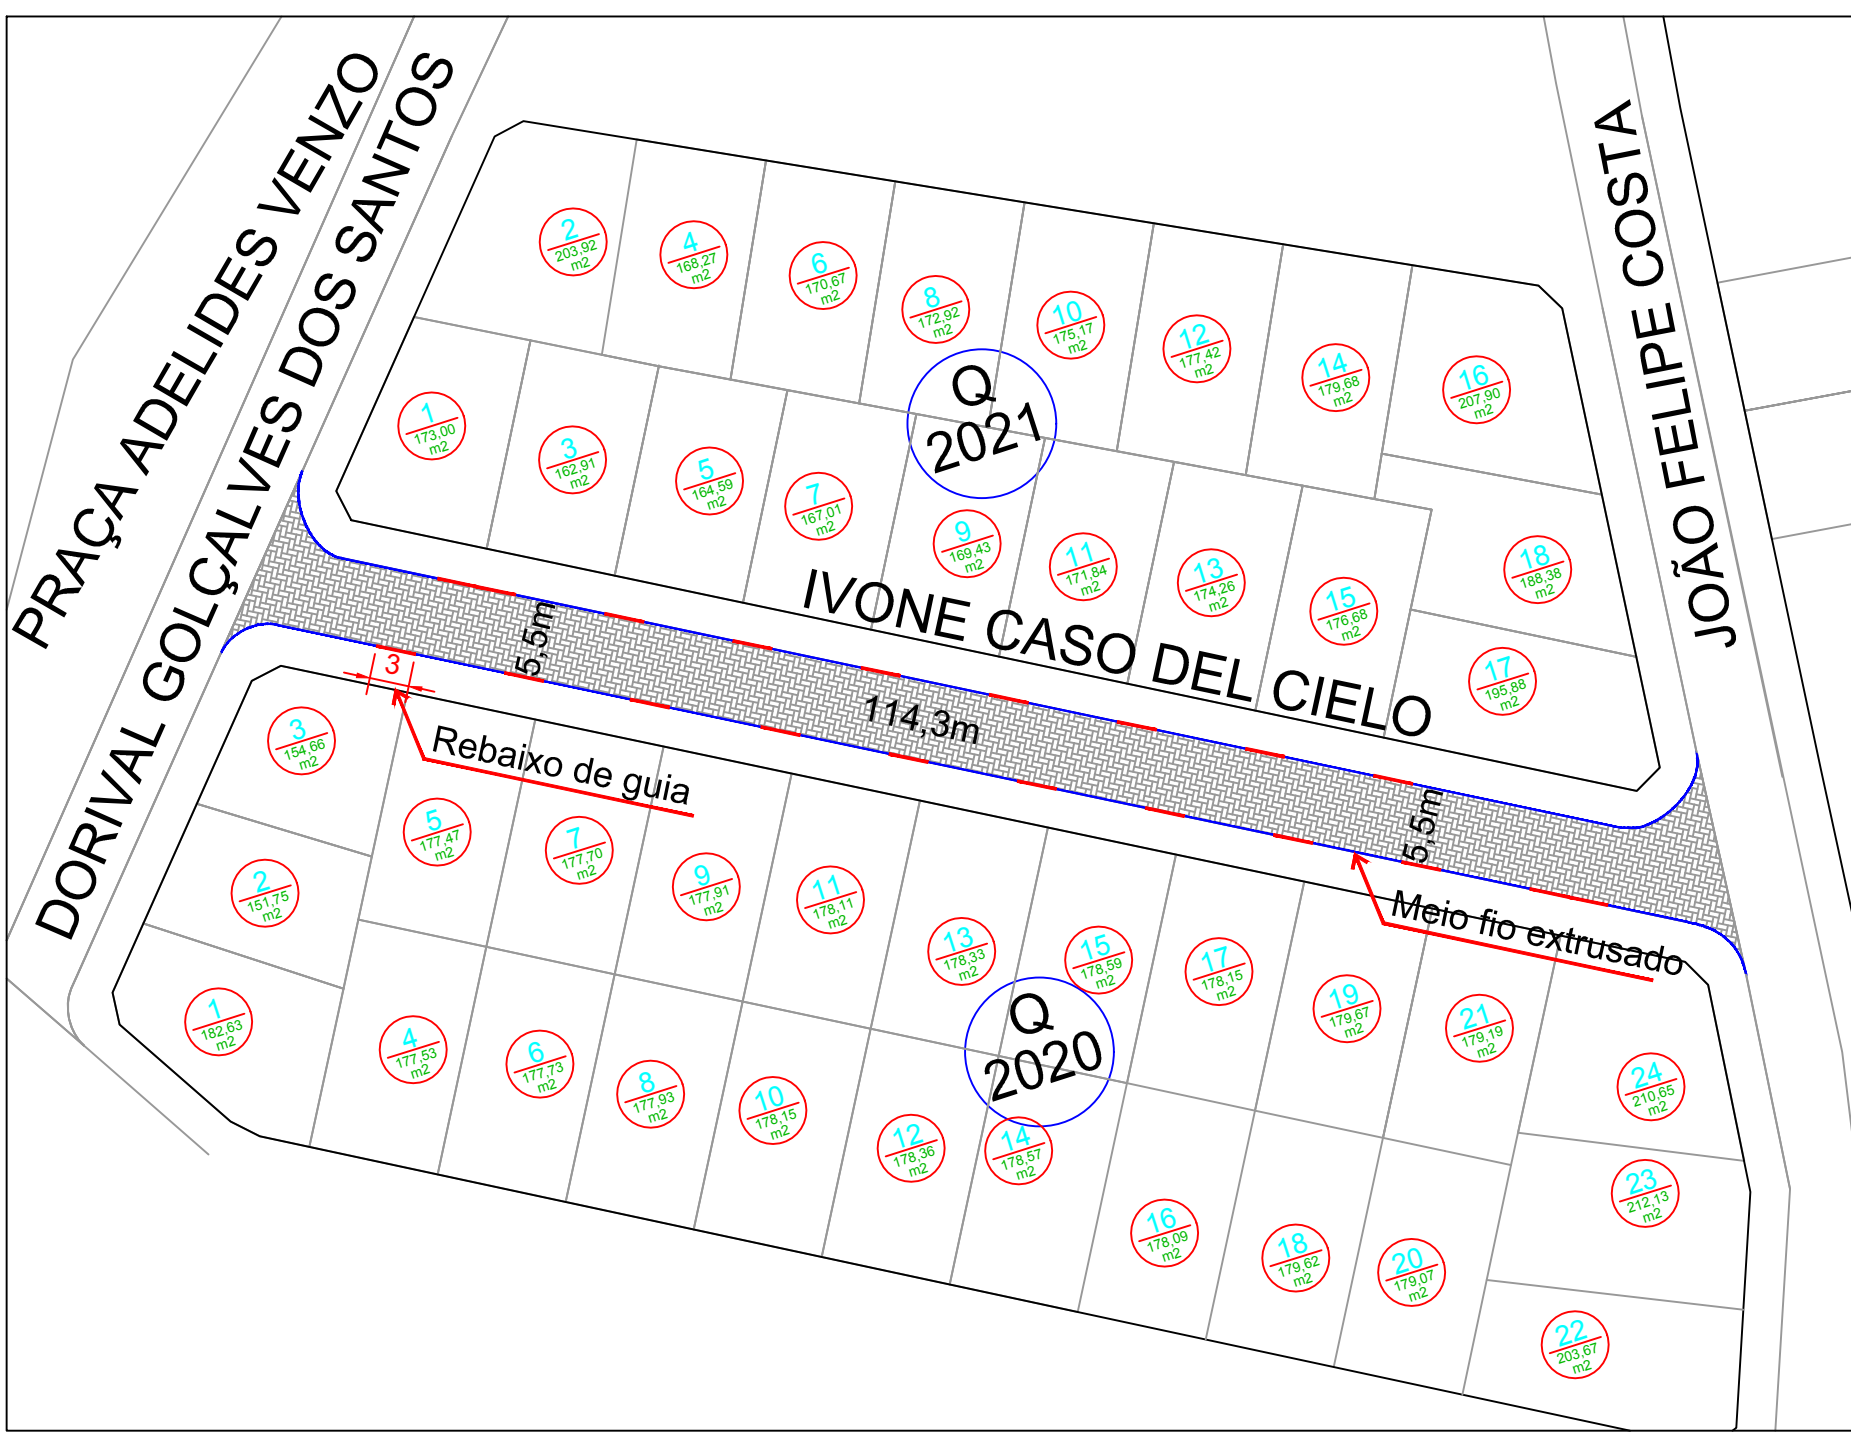 PRAÇA ADELIDES VENZO
DORIVAL GOLÇALVES DOS SANTOS
JOÃO FELIPE COSTA
2
203,92
m2
4
168,27
m2
6
170,67
m2
8
172,92
m2
10
175,17
m2
12
177,42
m2
14
179,68
m2
16
207,90
m2
Q
2021
1
173,00
m2
3
162,91
m2
5
164,59
m2
7
167,01
m2
9
169,43
m2
11
171,84
m2
13
174,26
m2
15
176,68
m2
18
188,38
m2
17
195,88
m2
IVONE CASO DEL CIELO
5,5m
114,3m
5,5m
3
Rebaixo de guia
Meio fio extrusado
3
154,66
m2
2
151,75
m2
1
182,63
m2
5
177,47
m2
7
177,70
m2
9
177,91
m2
11
178,11
m2
13
178,33
m2
15
178,59
m2
17
178,15
m2
19
179,67
m2
21
179,19
m2
24
210,65
m2
Q
2020
4
177,53
m2
6
177,73
m2
8
177,93
m2
10
178,15
m2
12
178,36
m2
14
178,57
m2
16
178,09
m2
18
179,62
m2
20
179,07
m2
23
212,13
m2
22
203,67
m2